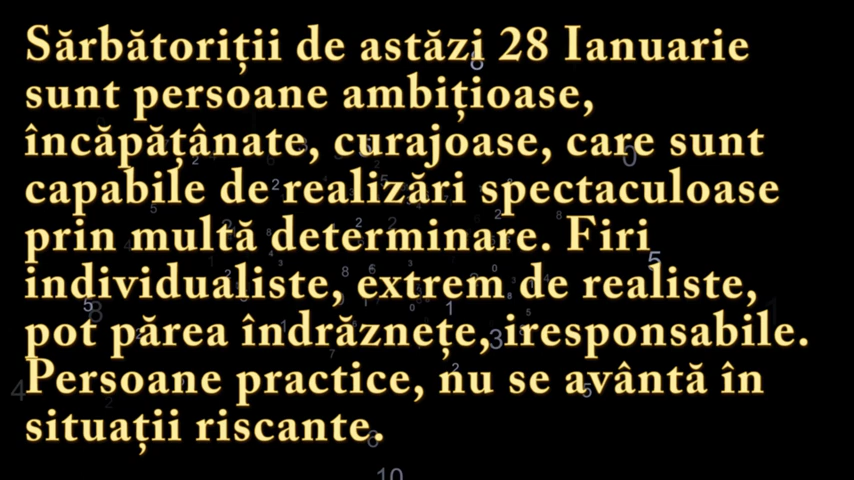 Sărbătoriții de astăzi 28 Ianuarie
sunt persoane ambițioase,
încăpățânate, curajoase, care sunt
capabile de realizări spectaculoase
prin multă determinare. Firi
individualiste, extrem de realiste,
pot părea îndrăznețe, iresponsabile.
Persoane practice, nu se avântă în
situații riscante.
10